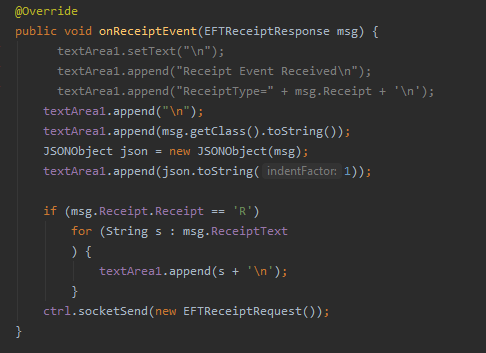 @Override
public void onReceiptEvent(EFTReceiptResponse msg) {
textArea1.setText("\n");
textArea1.append("Receipt Event Received\n");
textArea1.append("ReceiptType=" + msg.Receipt + '\n');
textArea1.append("\n");
textArea1.append(msg.getClass().toString());
JSONObject json = new JSONObject(msg);
textArea1.append(json.toString( indentFactor: 1));
if (msg.Receipt.Receipt == 'R')
for (String s : msg.ReceiptText
) {
textArea1.append(s + '\n');
}
ctrl.socketSend(new EFTReceiptRequest());
}